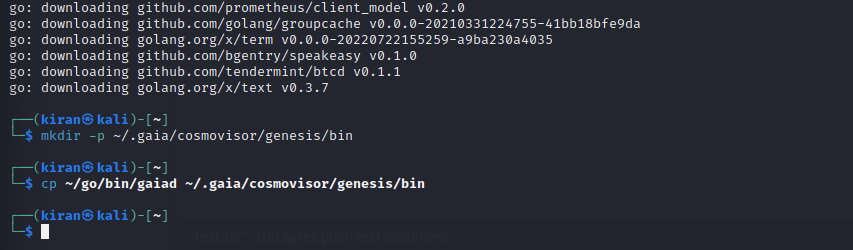 go: downloading github.com/prometheus/client_model v0.2.0
go: downloading github.com/golang/groupcache v0.0.0-20210331224755-41bb18bfe9da
go: downloading golang.org/x/term v0.0.0-20220722155259-a9ba230a4035
go: downloading github.com/bgentry/speakeasy v0.1.0
go: downloading github.com/tendermint/btcd v0.1.1
go: downloading golang.org/x/text v0.3.7
┌──(kiran㉿kali)-[~]
└─$ mkdir -p ~/.gaia/cosmovisor/genesis/bin
┌──(kiran㉿kali)-[~]
└─$ cp ~/go/bin/gaiad ~/.gaia/cosmovisor/genesis/bin
┌──(kiran㉿kali)-[~]
└─$